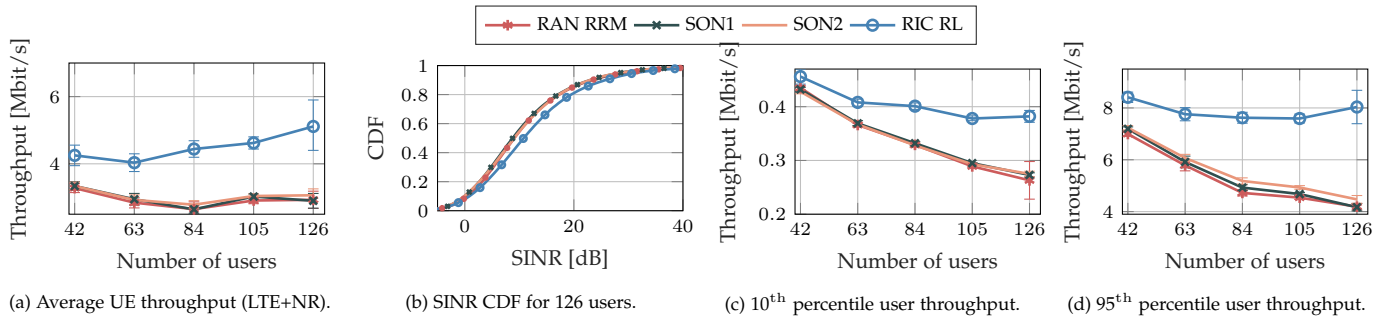 RAN RRM SON1 SON2 RIC RL
Throughput [Mbit/s]
6
4
42 63 84 105 126
Number of users
(a) Average UE throughput (LTE+NR).
CDF
1
0.8
0.6
0.4
0.2
0
0 20 40
SINR [dB]
(b) SINR CDF for 126 users.
Throughput [Mbit/s]
0.4
0.3
0.2
42 63 84 105 126
Number of users
(c) 10th percentile user throughput.
Throughput [Mbit/s]
8
6
4
42 63 84 105 126
Number of users
(d) 95th percentile user throughput.